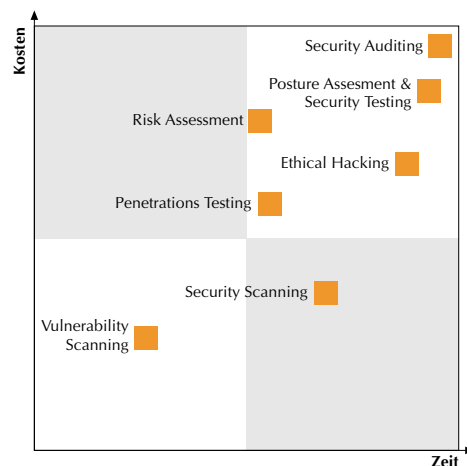 Kosten
Security Auditing
Posture Assesment &
Security Testing
Risk Assessment
Ethical Hacking
Penetrations Testing
Security Scanning
Vulnerability
Scanning
Zeit